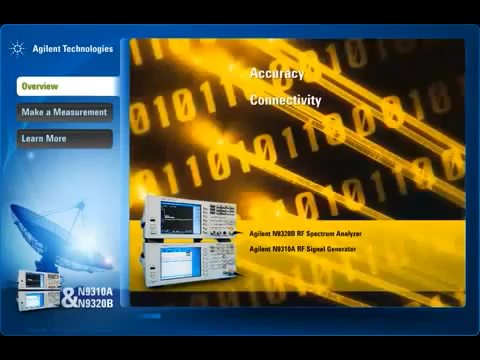 Agilent Technologies
Overview
Make a Measurement
Learn More
Accuracy
Connectivity
Agilent N9320B RF Spectrum Analyzer
Agilent N9310A RF Signal Generator
N9310A
& N9320B